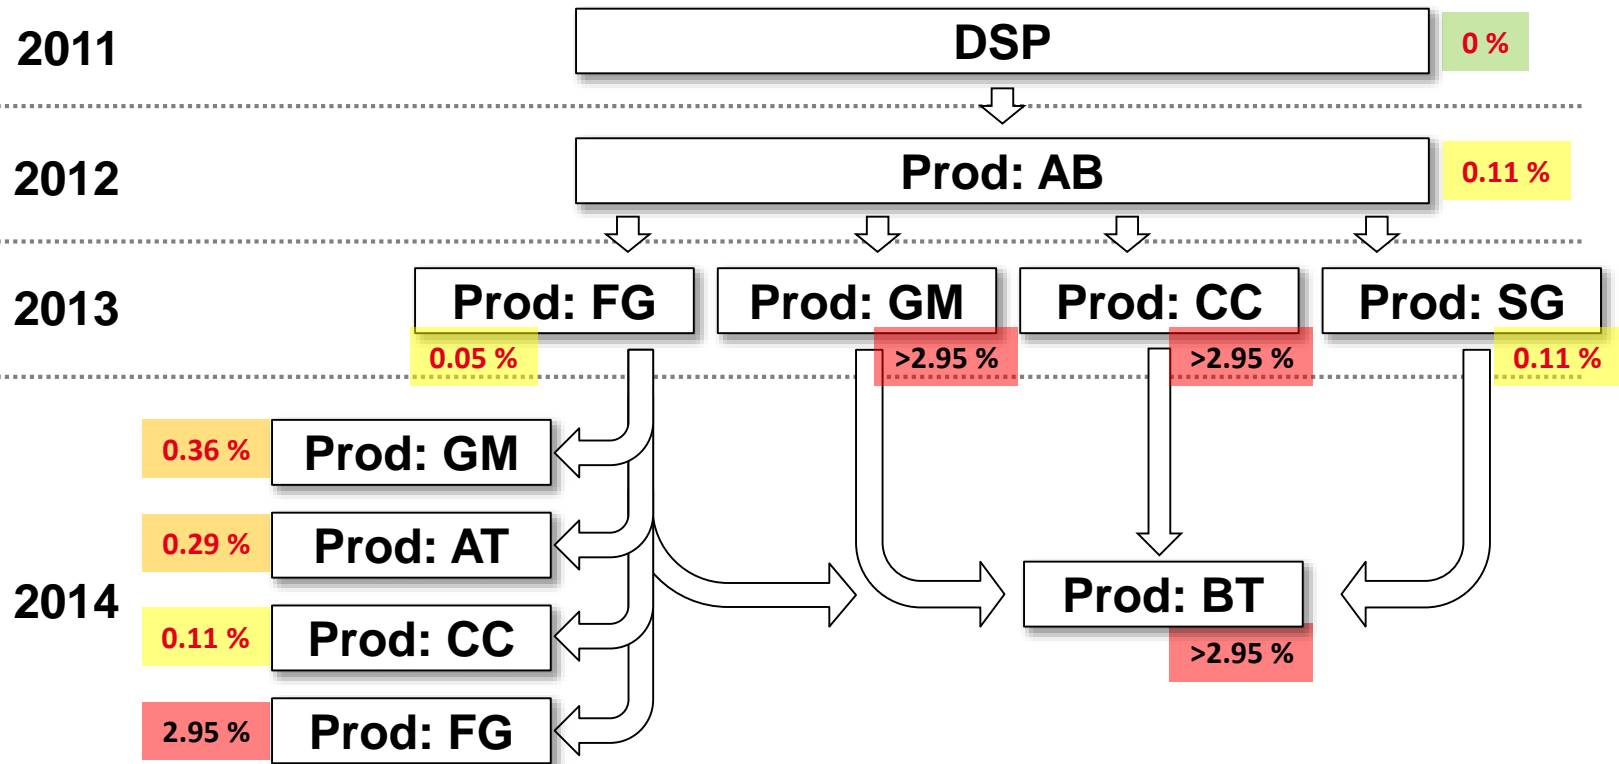 2011
DSP
0 %
2012
Prod: AB
0.11 %
2013
Prod: FG
Prod: GM
Prod: CC
Prod: SG
0.05 %
>2.95 %
>2.95 %
0.11 %
2014
0.36 %
Prod: GM
0.29 %
Prod: AT
0.11 %
Prod: CC
2.95 %
Prod: FG
Prod: BT
>2.95 %